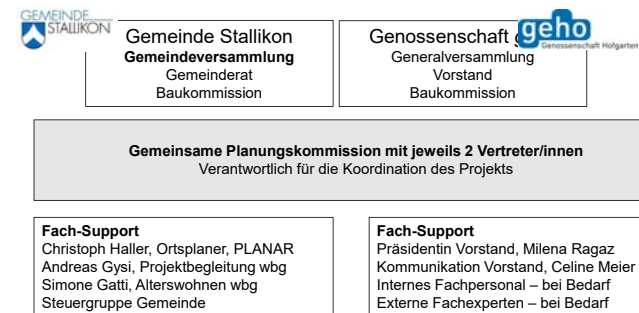 GEMEINDE
STALLIKON
Gemeinde Stallikon
Gemeindeversammlung
Gemeinderat
Baukommission
geho
Genossenschaft Hofgarten
Genossenschaft g
Generalversammlung
Vorstand
Baukommission
Gemeinsame Planungskommission mit jeweils 2 Vertreter/innen
Verantwortlich für die Koordination des Projekts
Fach-Support
Christoph Haller, Ortsplaner, PLANAR
Andreas Gysi, Projektbegleitung wbg
Simone Gatti, Alterswohnen wbg
Steuergruppe Gemeinde
Fach-Support
Präsidentin Vorstand, Milena Ragaz
Kommunikation Vorstand, Celine Meier
Internes Fachpersonal – bei Bedarf
Externe Fachexperten – bei Bedarf